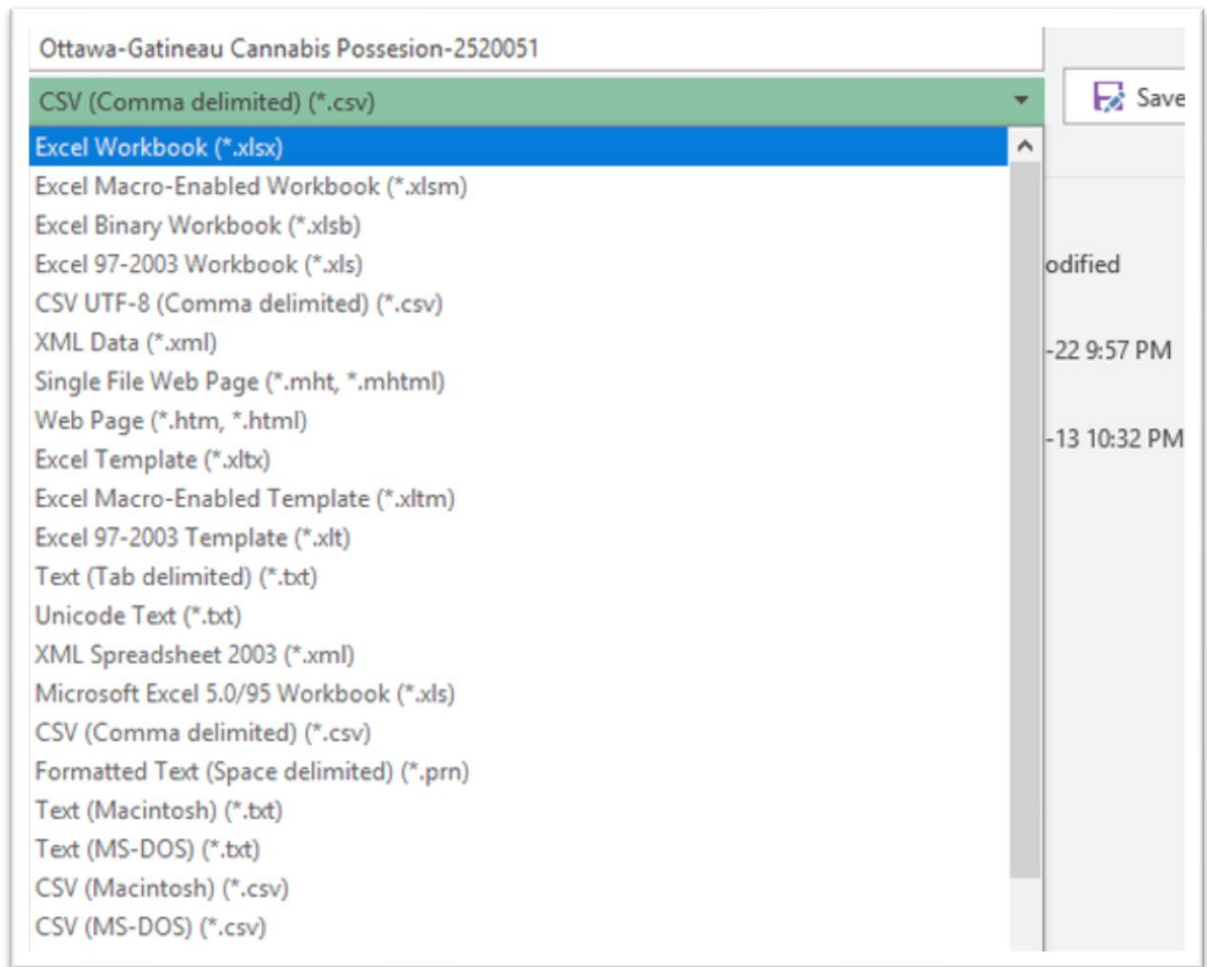 Ottawa-Gatineau Cannabis Possesion-2520051
CSV (Comma delimited) (*.csv)
Save
Excel Workbook (*.xlsx)
Excel Macro-Enabled Workbook (*.xlsm)
Excel Binary Workbook (*.xlsb)
Excel 97-2003 Workbook (*.xls)
odified
CSV UTF-8 (Comma delimited) (*.csv)
XML Data (*.xml)
-22 9:57 PM
Single File Web Page (*.mht, *.mhtml)
Web Page (*.htm, *.html)
-13 10:32 PM
Excel Template (*.xltx)
Excel Macro-Enabled Template (*.xltm)
Excel 97-2003 Template (*.xlt)
Text (Tab delimited) (*.txt)
Unicode Text (*.txt)
XML Spreadsheet 2003 (*.xml)
Microsoft Excel 5.0/95 Workbook (*.xls)
CSV (Comma delimited) (*.csv)
Formatted Text (Space delimited) (*.prn)
Text (Macintosh) (*.txt)
Text (MS-DOS) (*.txt)
CSV (Macintosh) (*.csv)
CSV (MS-DOS) (*.csv)